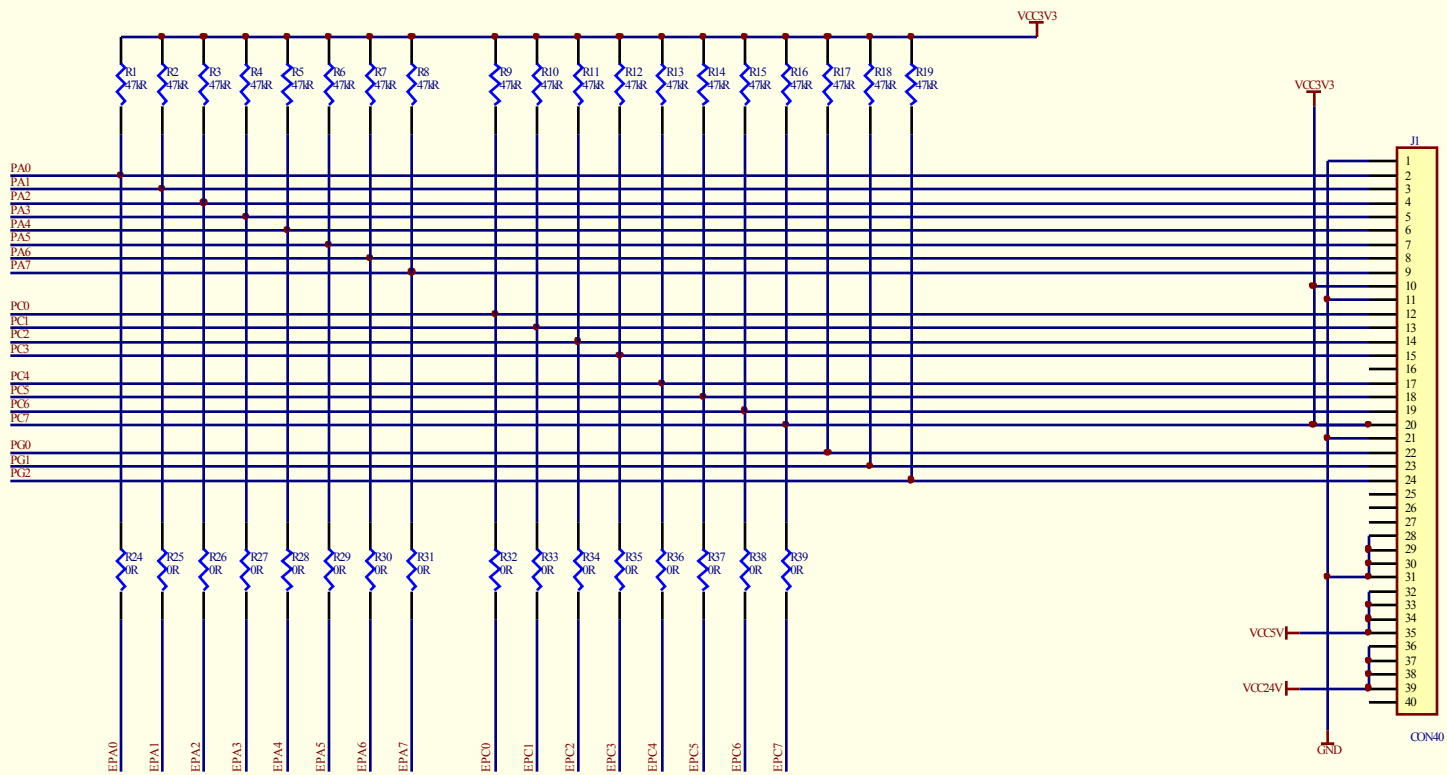 VCC3V3
R1 R2 R3 R4 R5 R6 R7 R8 R9 R10 R11 R12 R13 R14 R15 R16 R17 R18 R19
47kR 47kR 47kR 47kR 47kR 47kR 47kR 47kR 47kR 47kR 47kR 47kR 47kR 47kR 47kR 47kR 47kR 47kR 47kR
VCC3V3
J1
1
PA0 2
PA1 3
PA2 4
PA3 5
PA4 6
PA5 7
PA6 8
PA7 9
10
11
PC0 12
PC1 13
PC2 14
PC3 15
16
PC4 17
PC5 18
PC6 19
PC7 20
21
PG0 22
PG1 23
PG2 24
25
26
27
28
29
30
31
R24 R25 R26 R27 R28 R29 R30 R31 R32 R33 R34 R35 R36 R37 R38 R39
0R 0R 0R 0R 0R 0R 0R 0R 0R 0R 0R 0R 0R 0R 0R 0R
32
33
34
VCC5V 35
36
37
38
VCC24V 39
40
CON40
GND
EPA0 EPA1 EPA2 EPA3 EPA4 EPA5 EPA6 EPA7 EPC0 EPC1 EPC2 EPC3 EPC4 EPC5 EPC6 EPC7